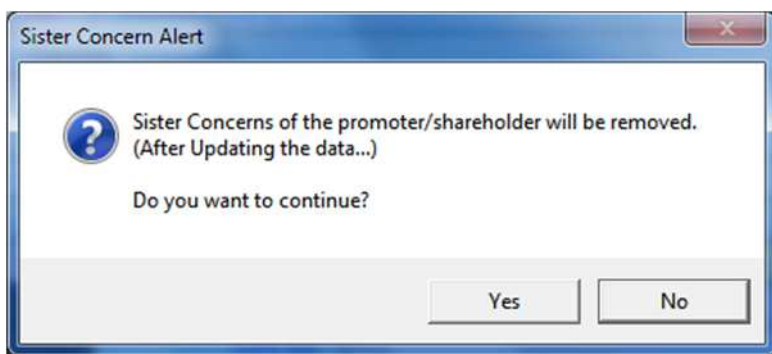 Sister Concern Alert
Sister Concerns of the promoter/shareholder will be removed.
(After Updating the data...)
Do you want to continue?
Yes No